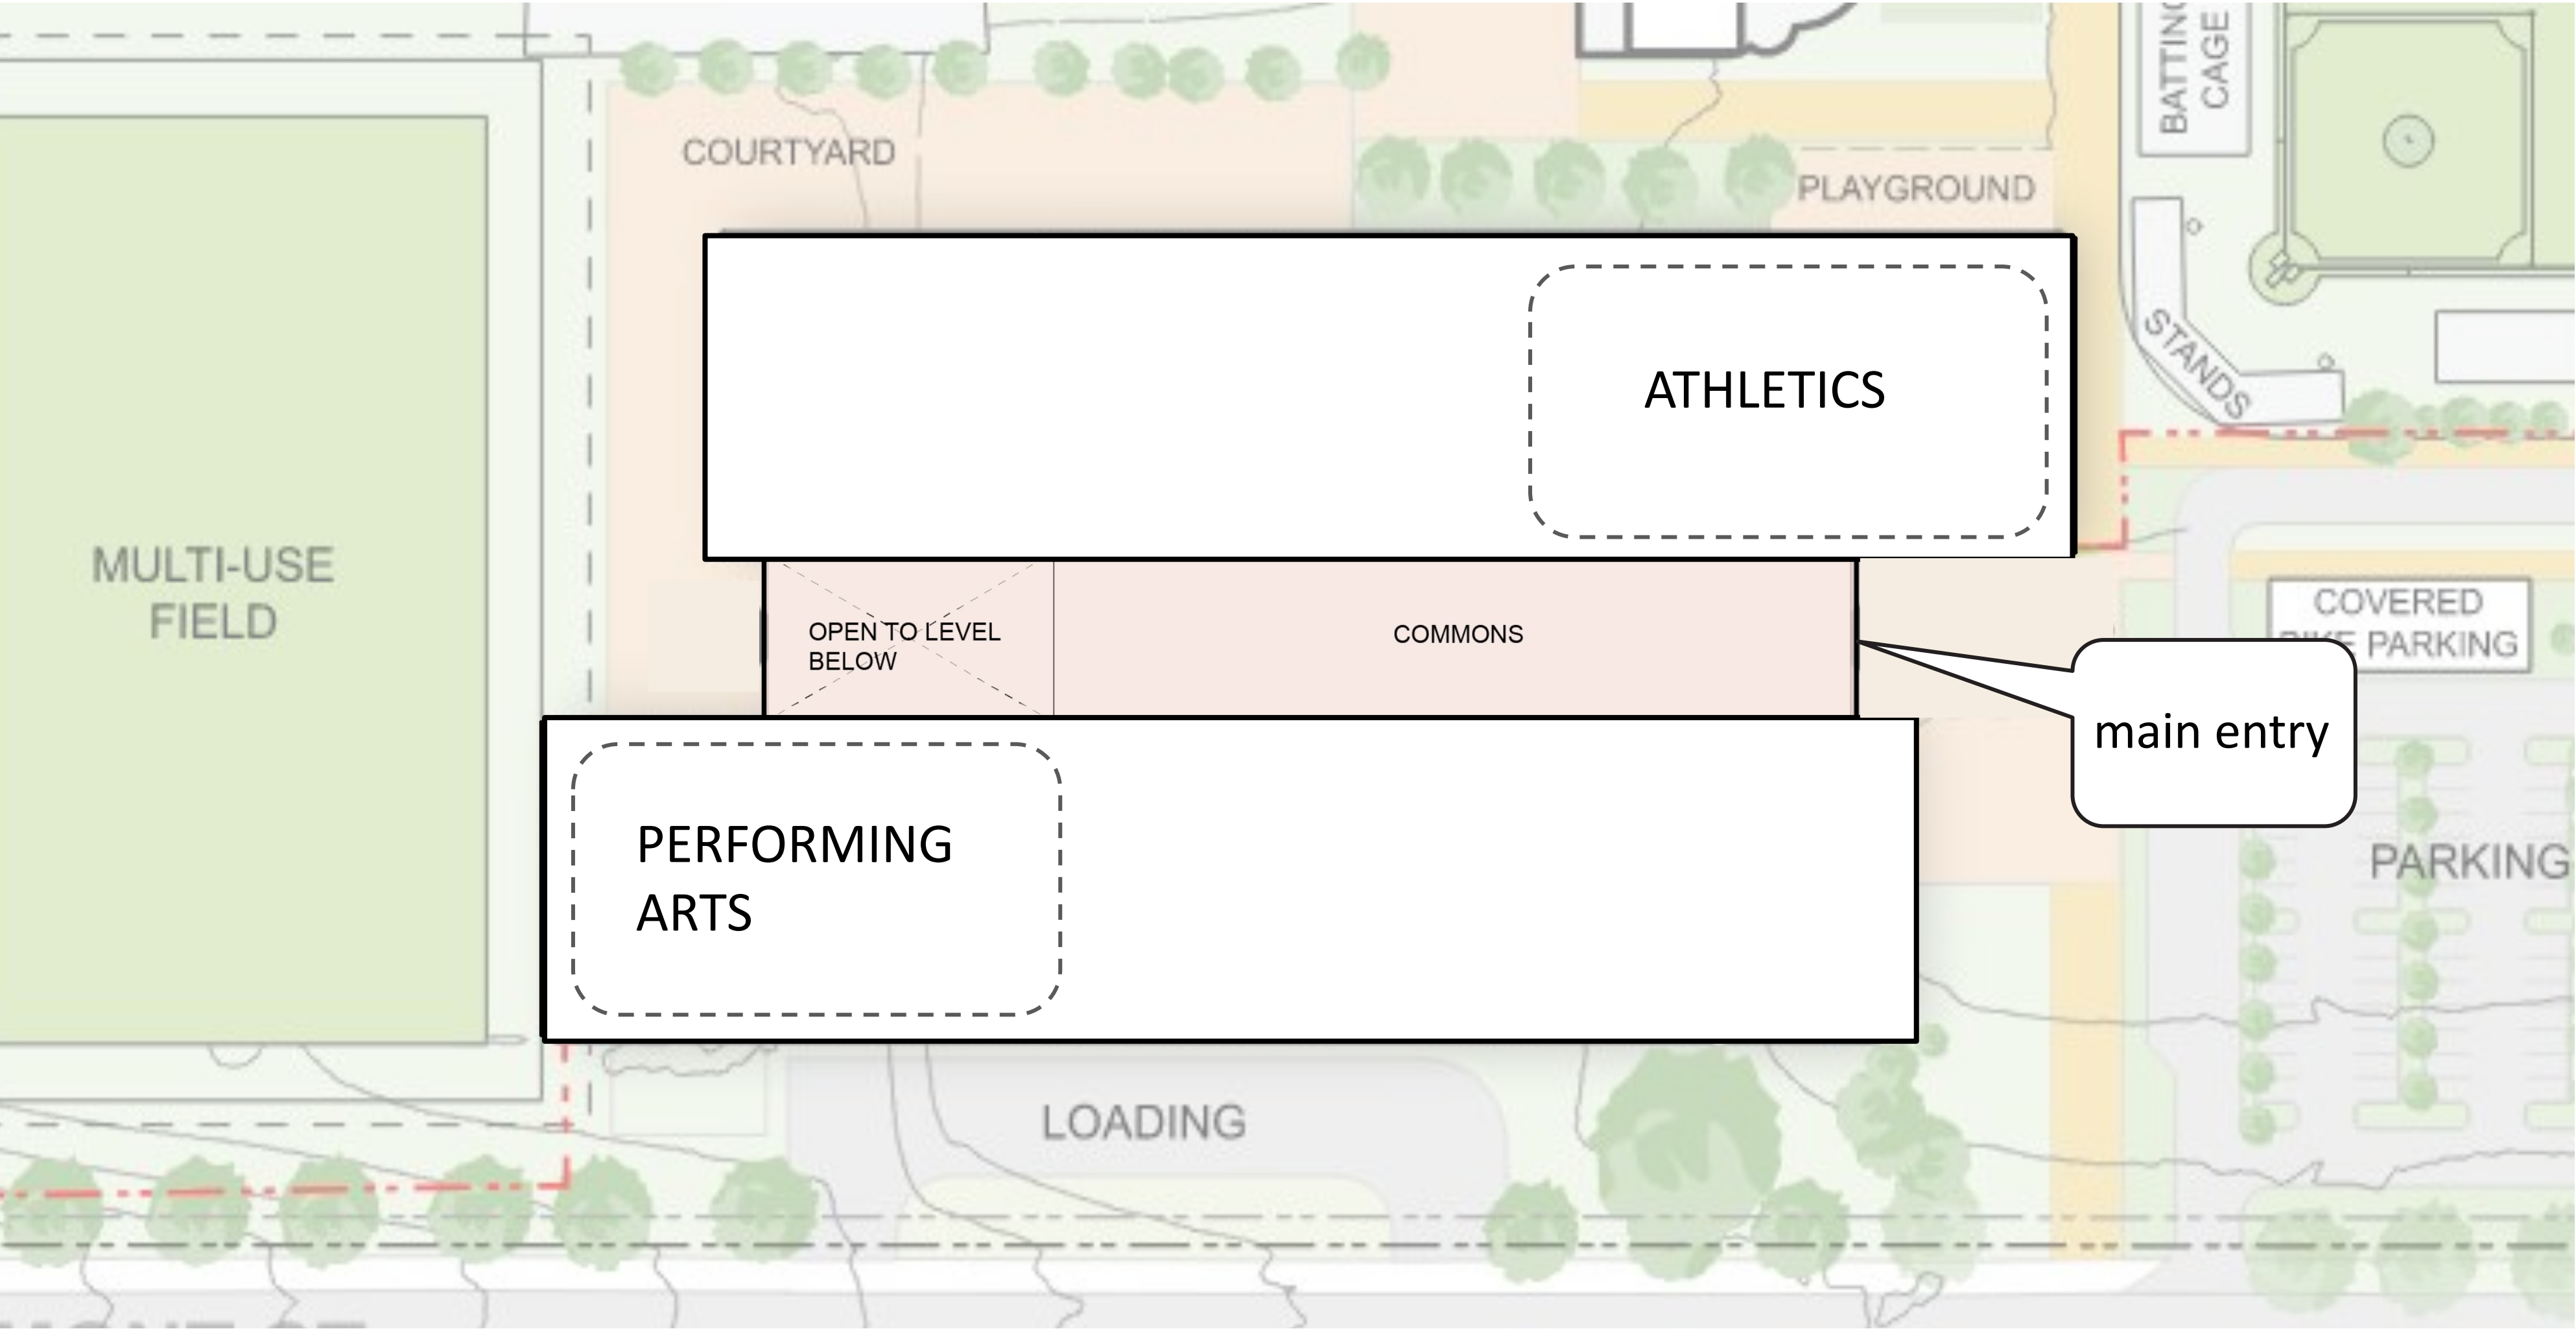 BATTING
CAGE
COURTYARD
PLAYGROUND
ATHLETICS
STANDS
MULTI-USE
FIELD
COVERED
PARKING
OPEN TO LEVEL
BELOW
COMMONS
main entry
PERFORMING
ARTS
PARKING
LOADING